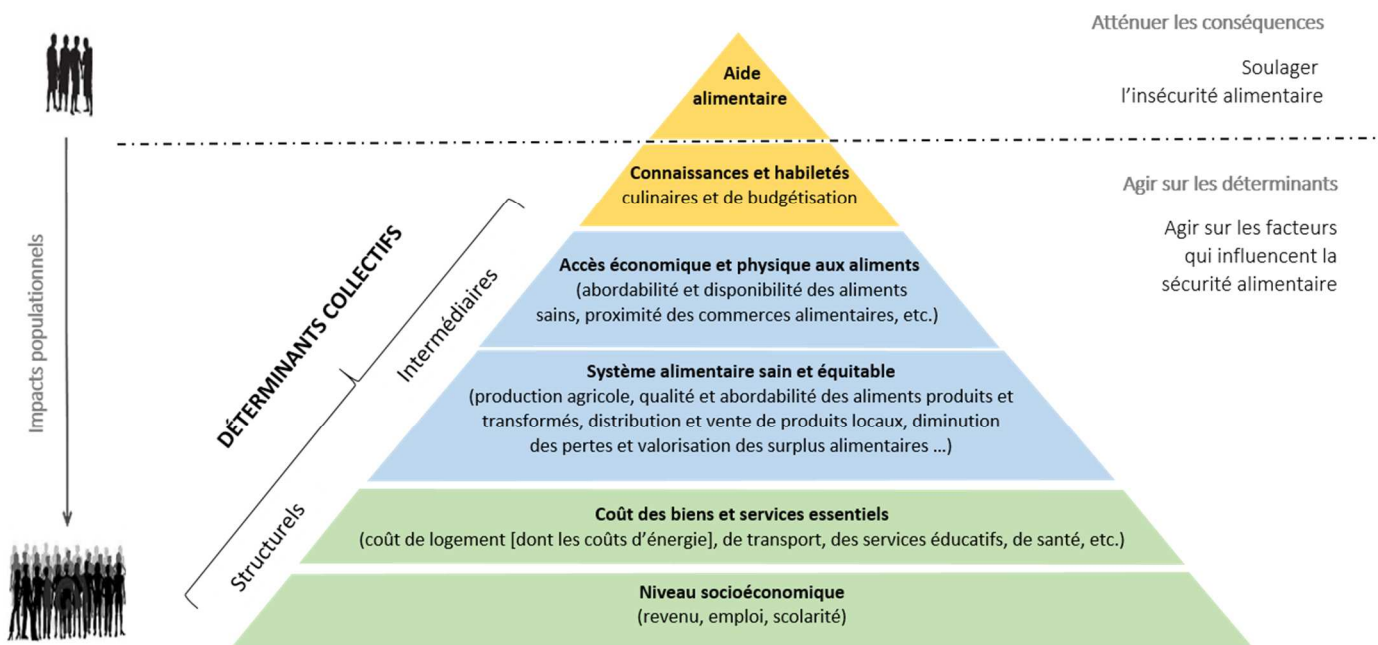 Atténuer les conséquences
Soulager
l’insécurité alimentaire
Aide
alimentaire
Connaissances et habiletés
culinaires et de budgétisation
Agir sur les déterminants
Agir sur les facteurs
qui influencent la
sécurité alimentaire
Impacts populationnels
DÉTERMINANTS COLLECTIFS
Intermédiaires
Structurels
Accès économique et physique aux aliments
(abordabilité et disponibilité des aliments
sains, proximité des commerces alimentaires, etc.)
Système alimentaire sain et équitable
(production agricole, qualité et abordabilité des aliments produits et
transformés, distribution et vente de produits locaux, diminution
des pertes et valorisation des surplus alimentaires ...)
Coût des biens et services essentiels
(coût de logement [dont les coûts d’énergie], de transport, des services éducatifs, de santé, etc.)
Niveau socioéconomique
(revenu, emploi, scolarité)